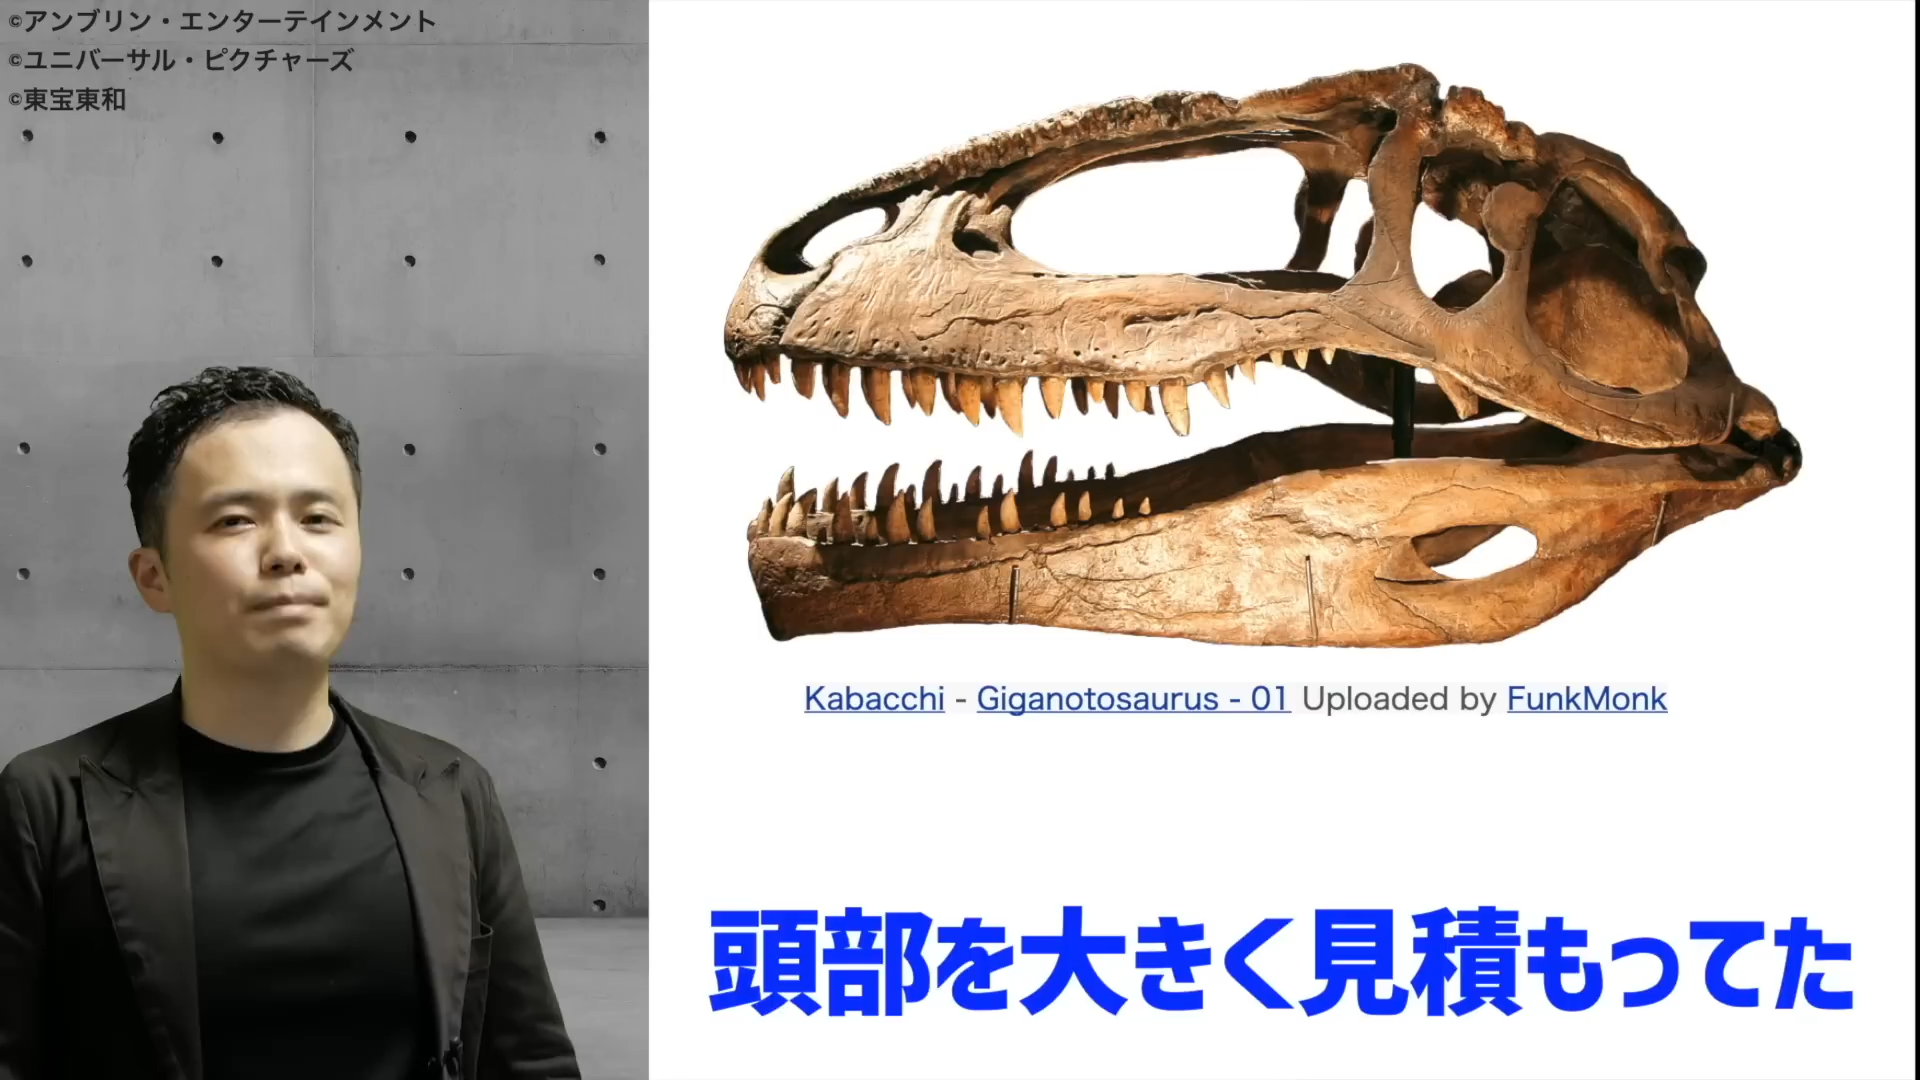 ©アンブリン・エンターテインメント
©ユニバーサル・ピクチャーズ
©東宝東和
Kabacchi - Giganotosaurus - 01 Uploaded by FunkMonk
頭部を大きく見積もってた